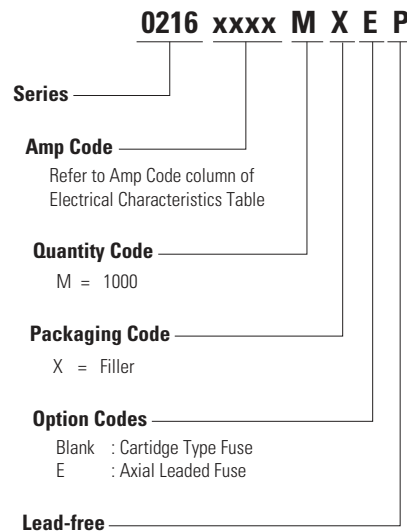 0216 xxxx M X E P
Series
Amp Code
Refer to Amp Code column of
Electrical Characteristics Table
Quantity Code
M = 1000
Packaging Code
X = Filler
Option Codes
Blank : Cartidge Type Fuse
E : Axial Leaded Fuse
Lead-free